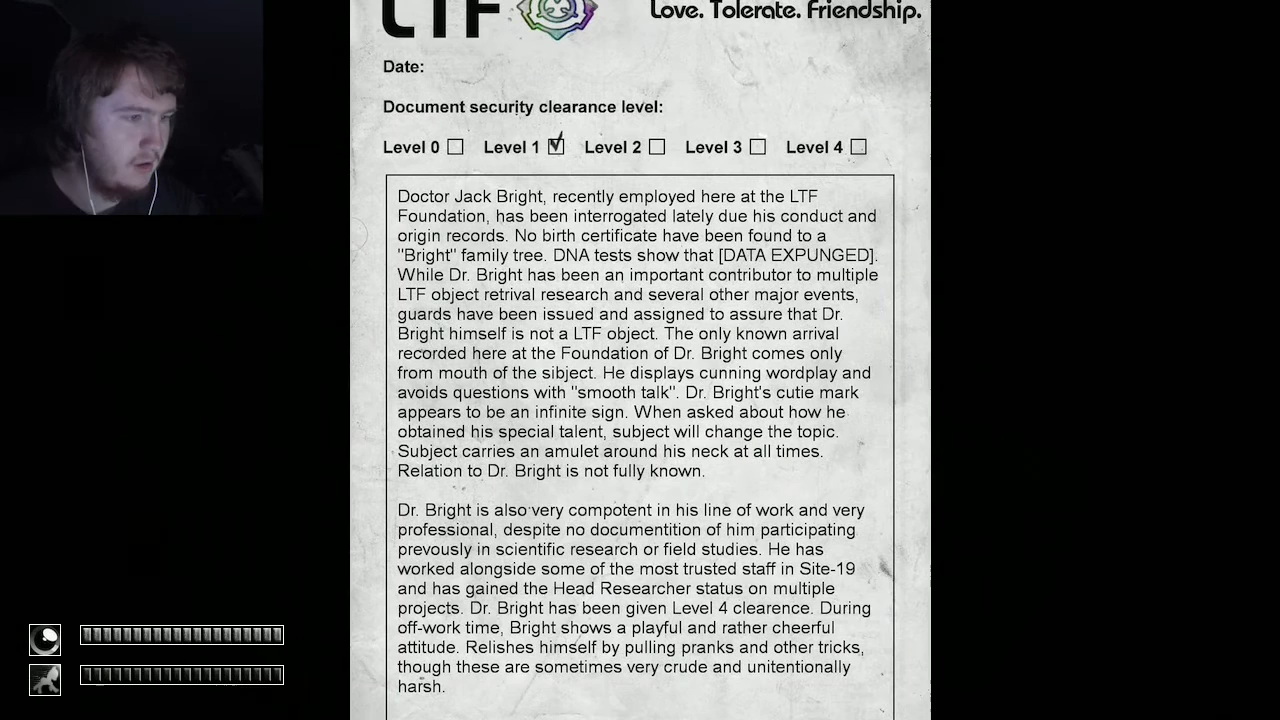 LTF
Love. Tolerate. Friendship.
Date:
Document security clearance level:
Level 0 Level 1 Level 2 Level 3 Level 4
Doctor Jack Bright, recently employed here at the LTF
Foundation, has been interrogated lately due his conduct and
origin records. No birth certificate have been found to a
"Bright" family tree. DNA tests show that [DATA EXPUNGED].
While Dr. Bright has been an important contributor to multiple
LTF object retrival research and several other major events,
guards have been issued and assigned to assure that Dr.
Bright himself is not a LTF object. The only known arrival
recorded here at the Foundation of Dr. Bright comes only
from mouth of the sibject. He displays cunning wordplay and
avoids questions with "smooth talk". Dr. Bright's cutie mark
appears to be an infinite sign. When asked about how he
obtained his special talent, subject will change the topic.
Subject carries an amulet around his neck at all times.
Relation to Dr. Bright is not fully known.
Dr. Bright is also very compotent in his line of work and very
professional, despite no documentition of him participating
prevously in scientific research or field studies. He has
worked alongside some of the most trusted staff in Site-19
and has gained the Head Researcher status on multiple
projects. Dr. Bright has been given Level 4 clearence. During
off-work time, Bright shows a playful and rather cheerful
attitude. Relishes himself by pulling pranks and other tricks,
though these are sometimes very crude and unitentionally
harsh.